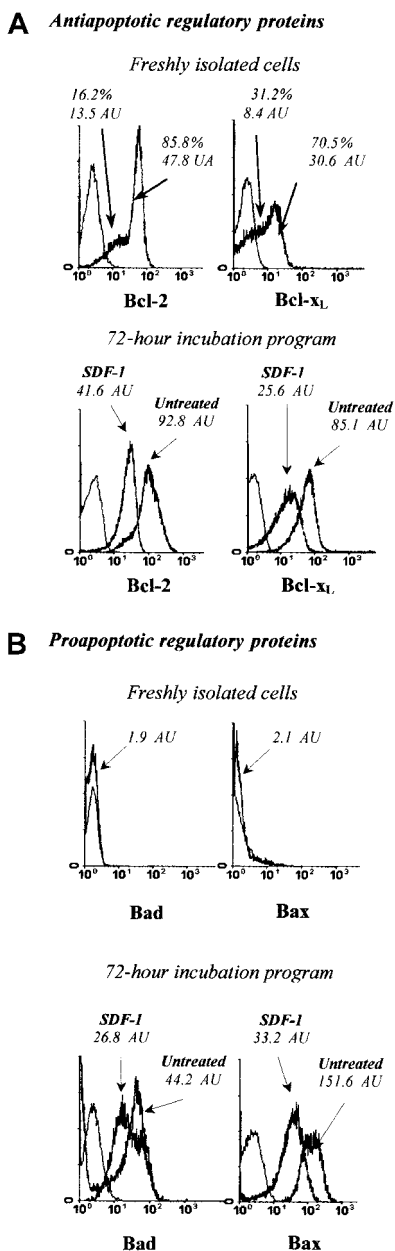 A Antiapoptotic regulatory proteins
Freshly isolated cells
16.2%
13.5 AU
85.8%
47.8 UA
31.2%
8.4 AU
70.5%
30.6 AU
0
10⁰ 10¹ 10² 10³
Bcl-2
0
10⁰ 10¹ 10² 10³
Bcl-xL
72-hour incubation program
SDF-1
41.6 AU
Untreated
92.8 AU
SDF-1
25.6 AU
Untreated
85.1 AU
0
10⁰ 10¹ 10² 10³
Bcl-2
0
10⁰ 10¹ 10² 10³
Bcl-xL
B Proapoptotic regulatory proteins
Freshly isolated cells
1.9 AU
2.1 AU
0
10⁰ 10¹ 10² 10³
Bad
0
10⁰ 10¹ 10² 10³
Bax
72-hour incubation program
SDF-1
26.8 AU
Untreated
44.2 AU
SDF-1
33.2 AU
Untreated
151.6 AU
0
10⁰ 10¹ 10² 10³
Bad
0
10⁰ 10¹ 10² 10³
Bax